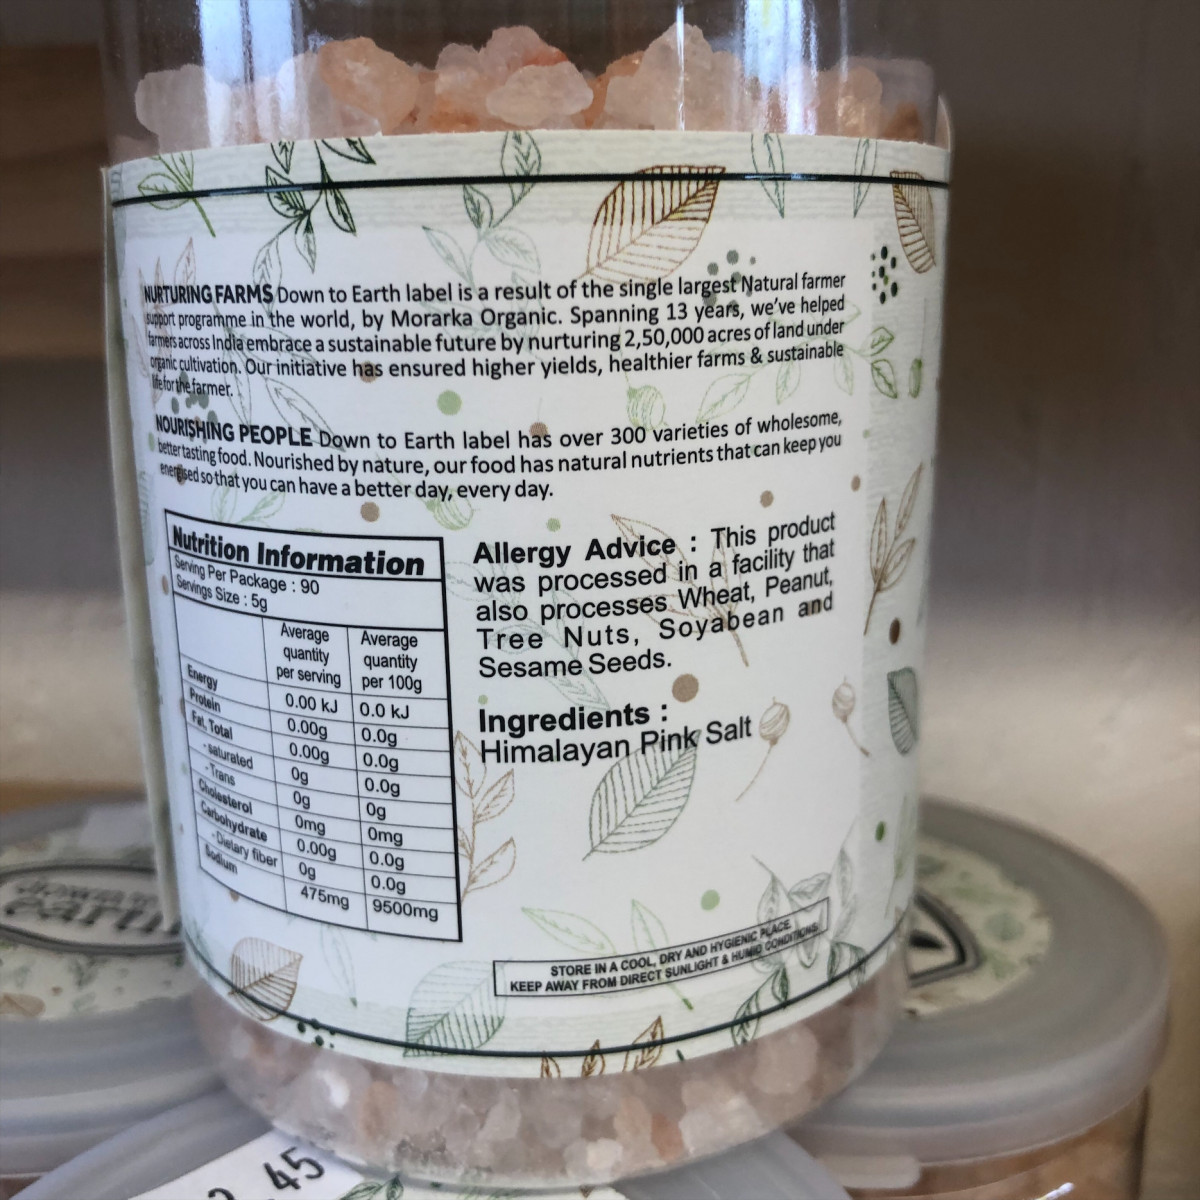 NURTURING FARMS Down to Earth label is a result of the single largest Natural farmer
support programme in the world, by Morarka Organic. Spanning 13 years, we've helped
farmers across India embrace a sustainable future by nurturing 2,50,000 acres of land under
organic cultivation. Our initiative has ensured higher yields, healthier farms & sustainable
life for the farmer.
NOURISHING PEOPLE Down to Earth label has over 300 varieties of wholesome,
better tasting food. Nourished by nature, our food has natural nutrients that can keep you
energised so that you can have a better day, every day.
Nutrition Information
Serving Per Package : 90
Servings Size : 5g
Average quantity per serving Average quantity per 100g
Energy 0.00 kJ 0.0 kJ
Protein 0.00g 0.0g
Fat, Total 0.00g 0.0g
- saturated 0g 0.0g
- Trans 0g 0g
Cholesterol 0mg 0mg
Carbohydrate 0.00g 0.0g
- Dietary fiber 0g 0.0g
Sodium 475mg 9500mg
Allergy Advice : This product
was processed in a facility that
also processes Wheat, Peanut,
Tree Nuts, Soyabean and
Sesame Seeds.
Ingredients :
Himalayan Pink Salt
STORE IN A COOL, DRY AND HYGIENIC PLACE.
KEEP AWAY FROM DIRECT SUNLIGHT & HUMID CONDITIONS.
earth
45